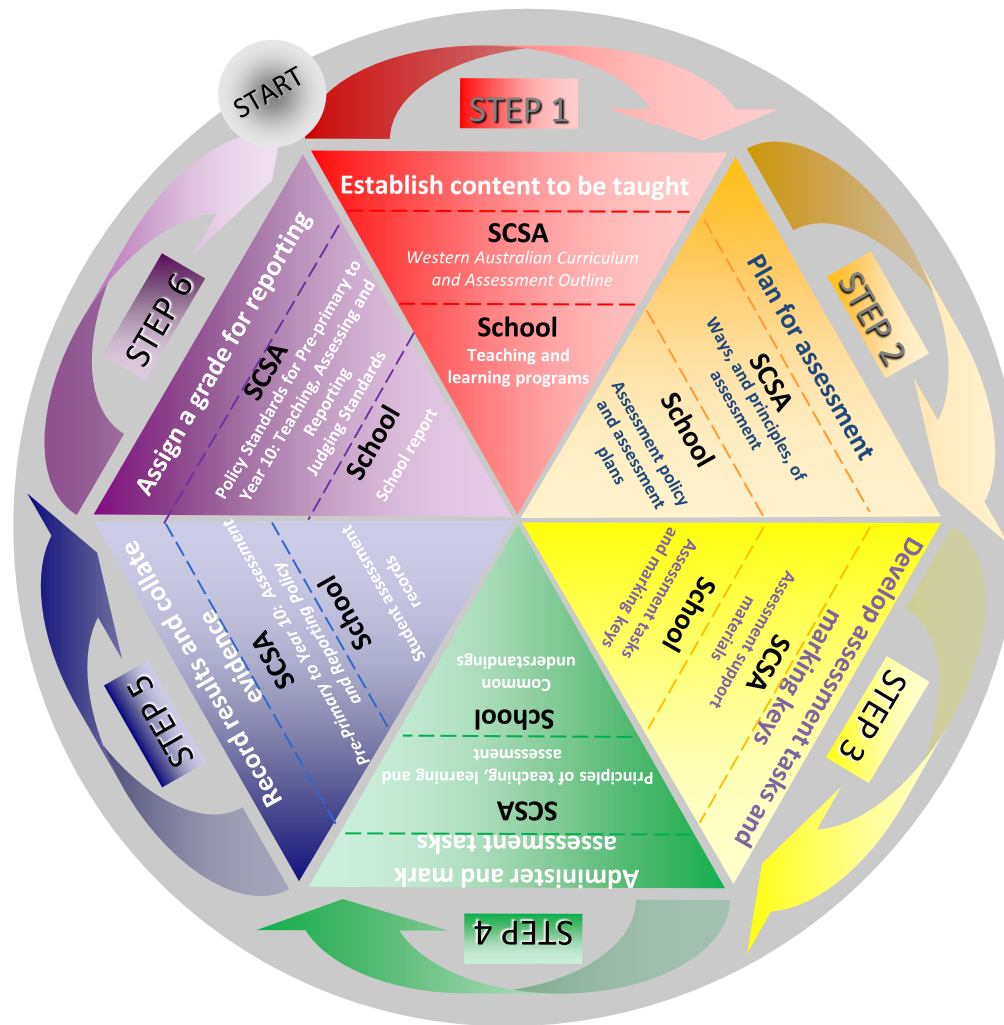 START
STEP 1
Establish content to be taught
SCSA
Western Australian Curriculum
and Assessment Outline
School
Teaching and
learning programs
STEP 2
Plan for assessment
SCSA
Ways, and principles, of
assessment
School
Assessment policy
and assessment
plans
STEP 3
Develop assessment tasks and
marking keys
SCSA
Assessment support
materials
School
Assessment tasks
and marking keys
STEP 4
Administer and mark
assessment tasks
SCSA
Principles of teaching, learning and
assessment
School
Common
understandings
STEP 5
Record results and collate
evidence
SCSA
Pre-Primary to Year 10: Assessment
and Reporting Policy
School
Student assessment
records
STEP 6
Assign a grade for reporting
SCSA
Policy Standards for Pre-primary to
Year 10: Teaching, Assessing and
Reporting
Judging Standards
School
School report